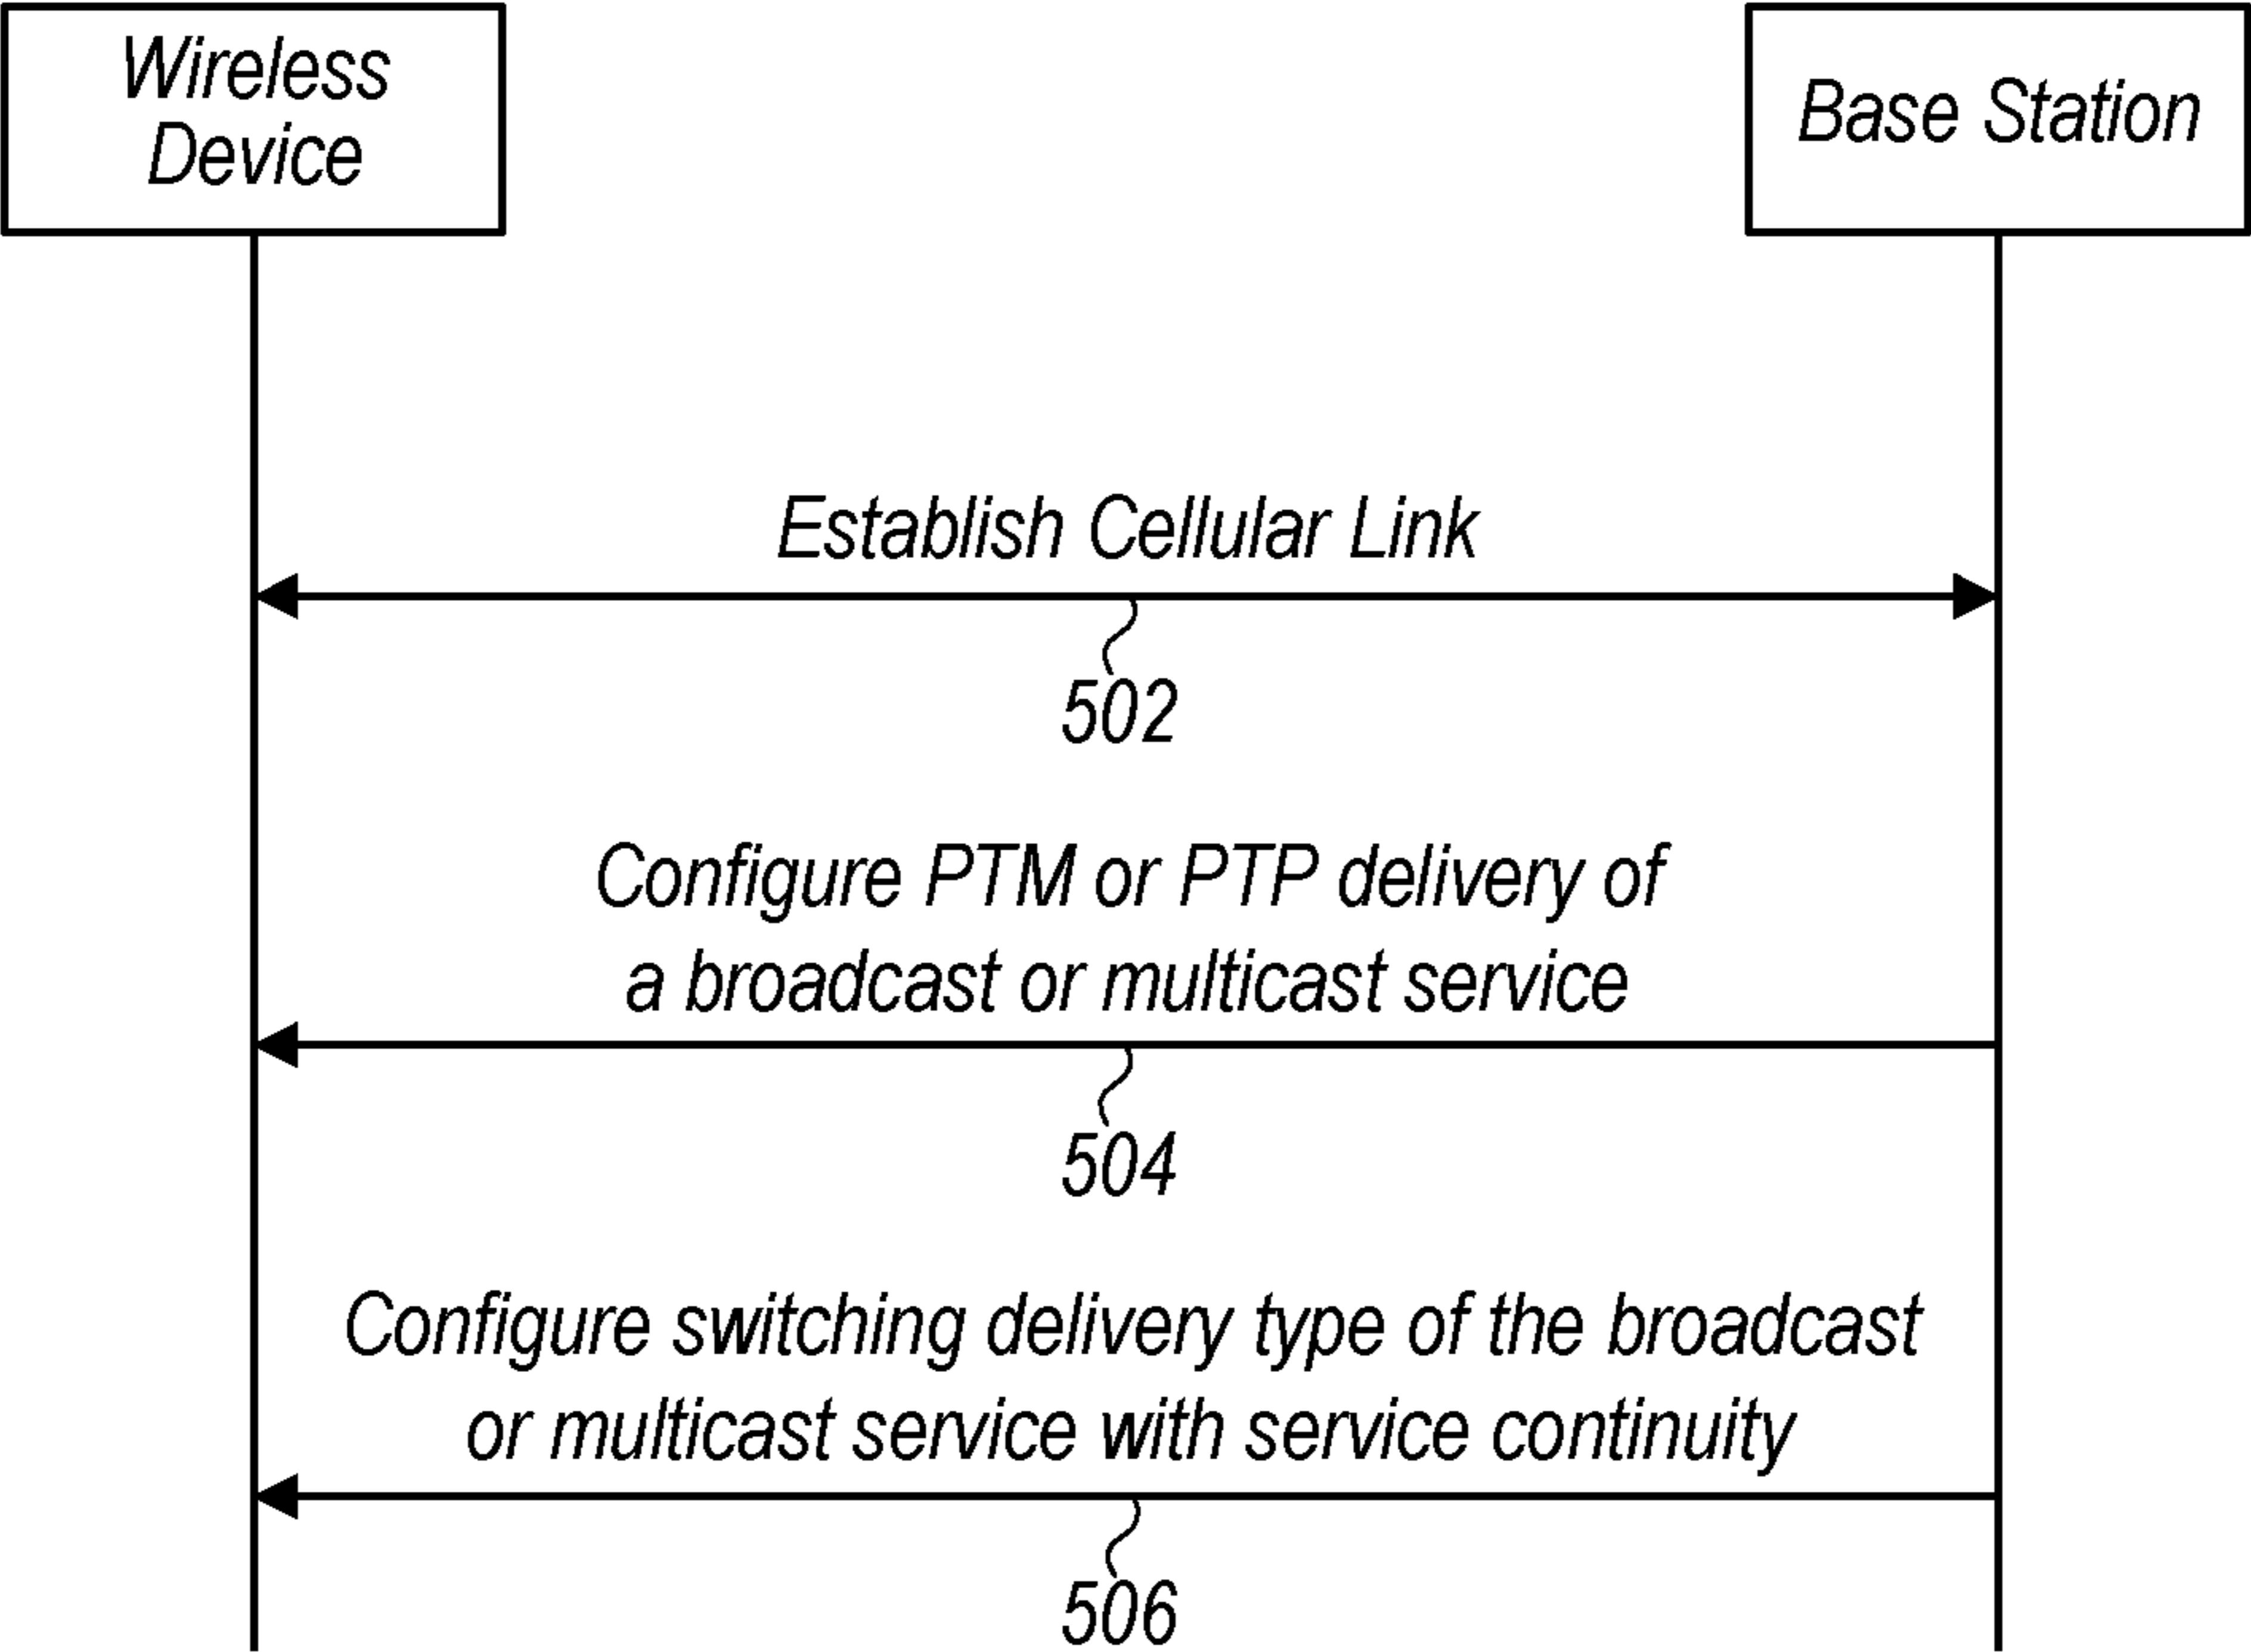 Wireless
Device
Base Station
Establish Cellular Link
502
Configure PTM or PTP delivery of
a broadcast or multicast service
504
Configure switching delivery type of the broadcast
or multicast service with service continuity
506